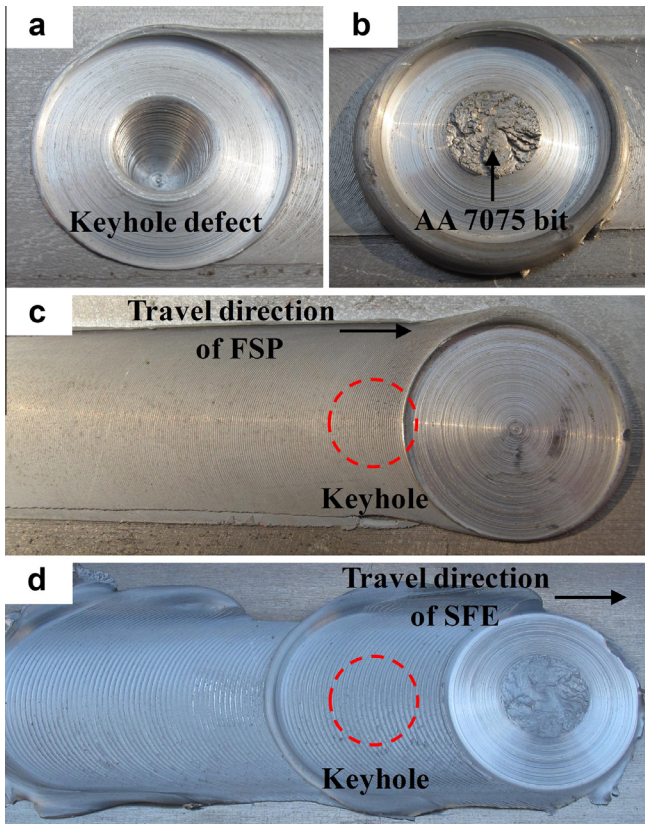 a
Keyhole defect
b
AA 7075 bit
c
Travel direction
of FSP
Keyhole
d
Travel direction
of SFE
Keyhole